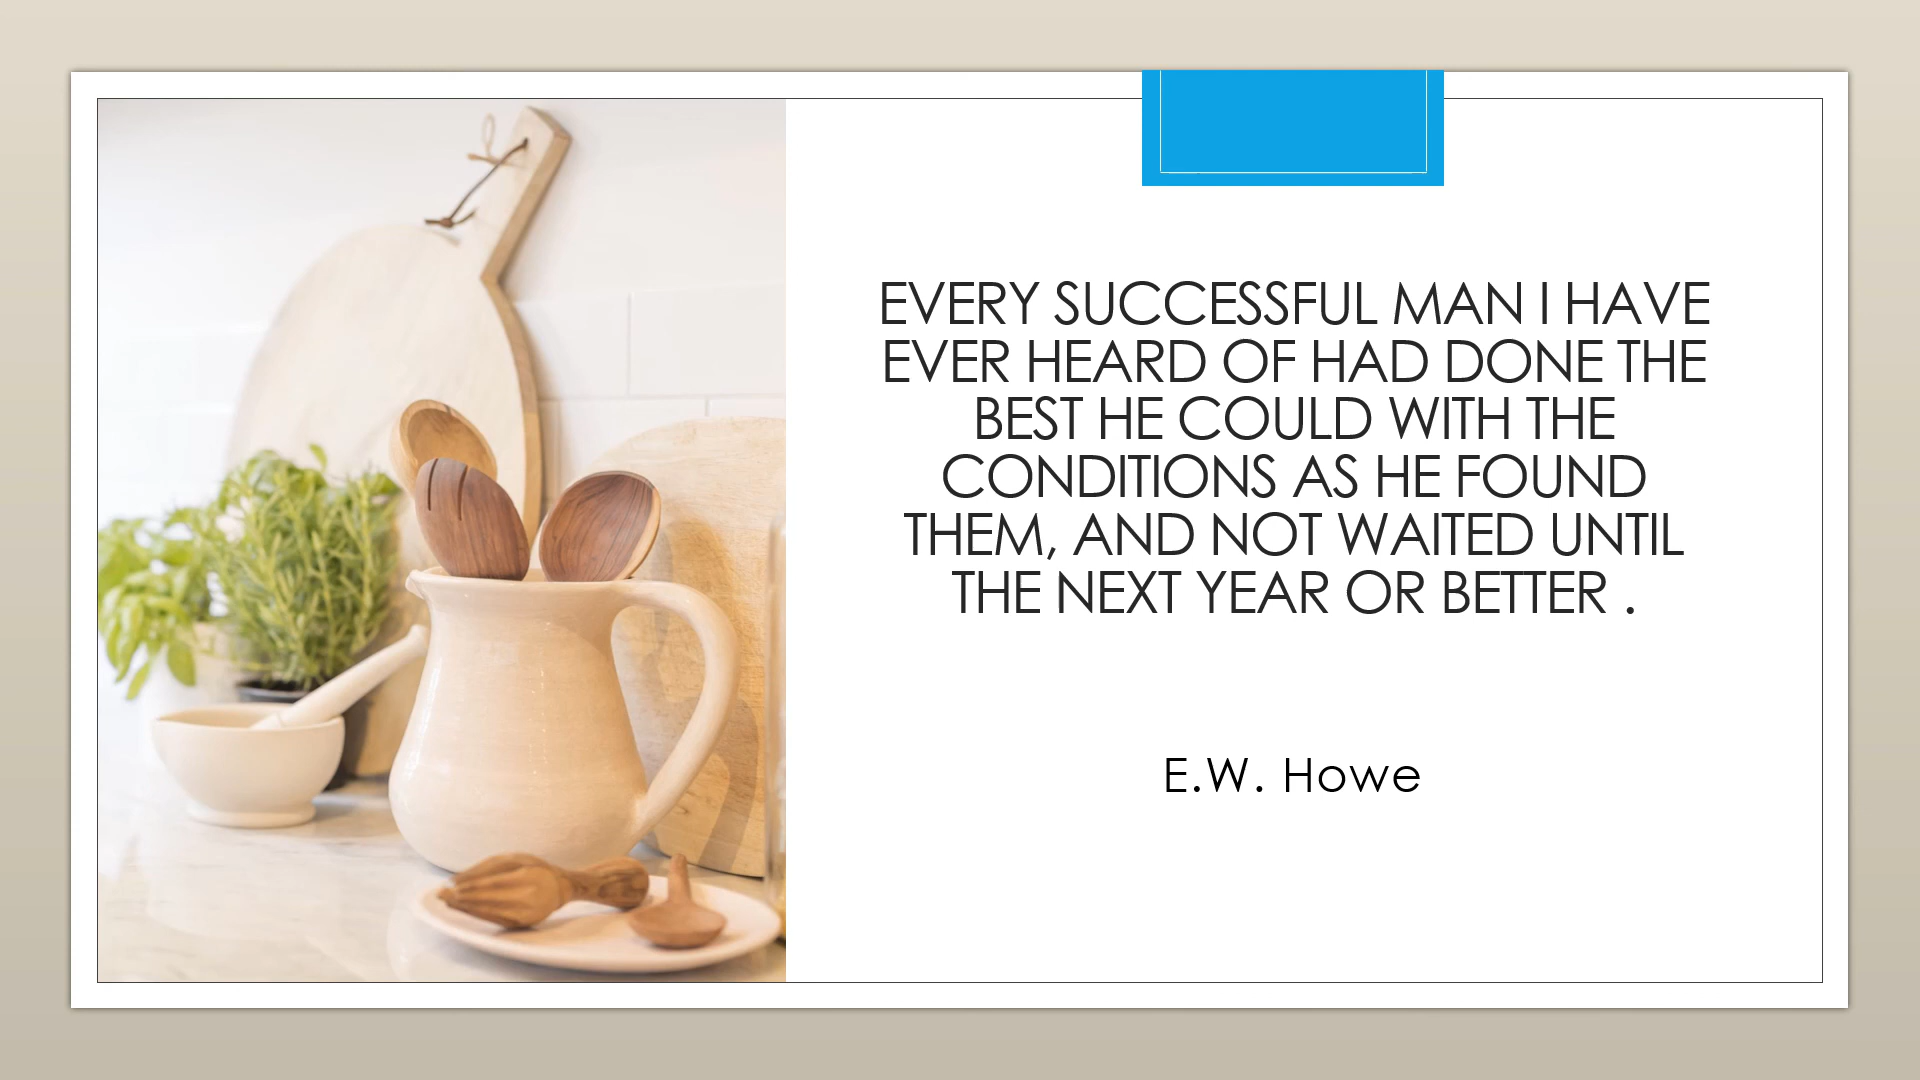 EVERY SUCCESSFUL MAN I HAVE
EVER HEARD OF HAD DONE THE
BEST HE COULD WITH THE
CONDITIONS AS HE FOUND
THEM, AND NOT WAITED UNTIL
THE NEXT YEAR OR BETTER .
E.W. Howe